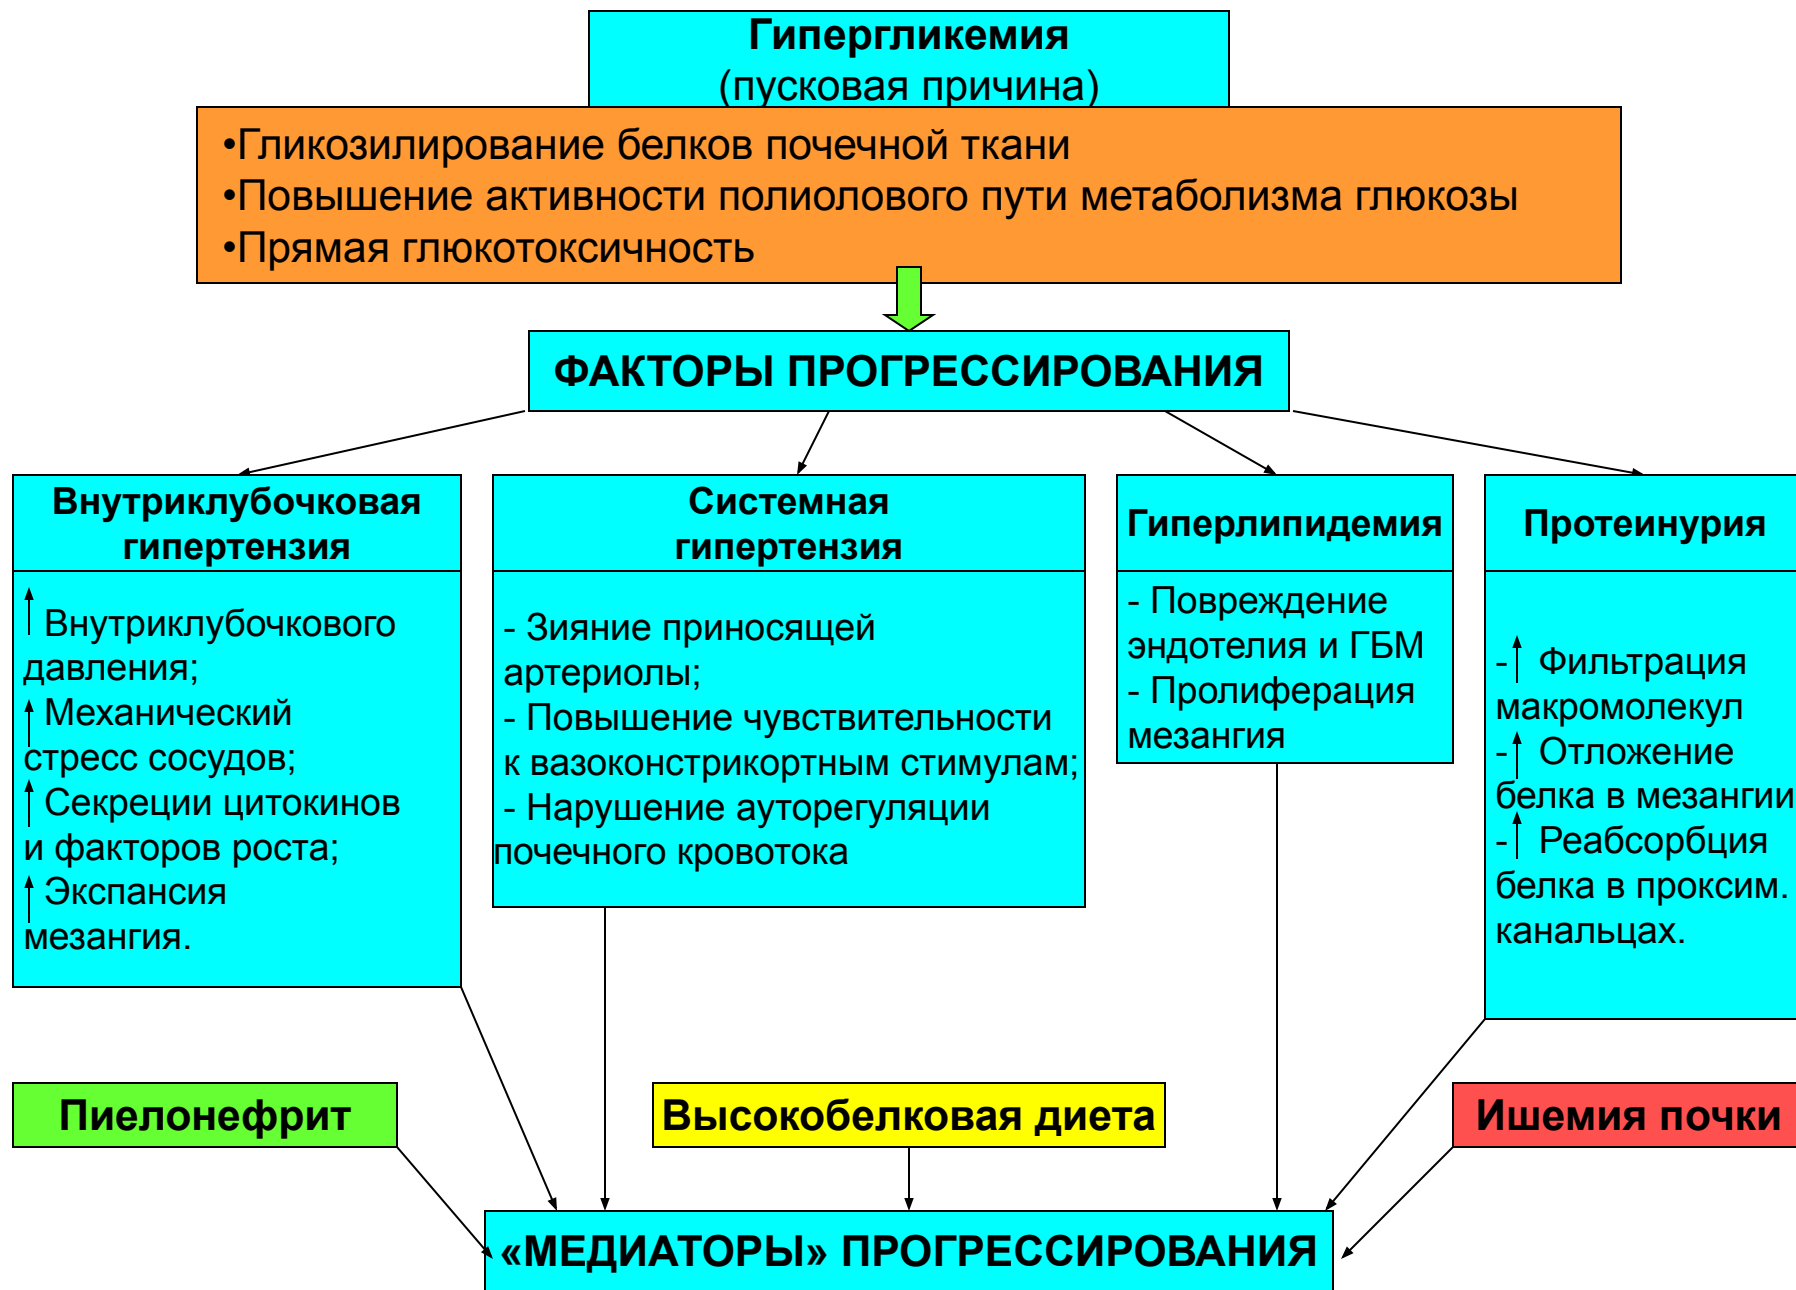 Гипергликемия
(пусковая причина)
•Гликозилирование белков почечной ткани
•Повышение активности полиолового пути метаболизма глюкозы
•Прямая глюкотоксичность
ФАКТОРЫ ПРОГРЕССИРОВАНИЯ
Внутриклубочковая
гипертензия
Внутриклубочкового
давления;
Механический
стресс сосудов;
Секреции цитокинов
и факторов роста;
Экспансия
мезангия.
Системная
гипертензия
- Зияние приносящей
артериолы;
- Повышение чувствительности
к вазоконстрикортным стимулам;
- Нарушение ауторегуляции
почечного кровотока
Гиперлипидемия
- Повреждение
эндотелия и ГБМ
- Пролиферация
мезангия
Протеинурия
- Фильтрация
макромолекул
- Отложение
белка в мезангии
- Реабсорбция
белка в проксим.
канальцах.
Пиелонефрит
Высокобелковая диета
Ишемия почки
«МЕДИАТОРЫ» ПРОГРЕССИРОВАНИЯ